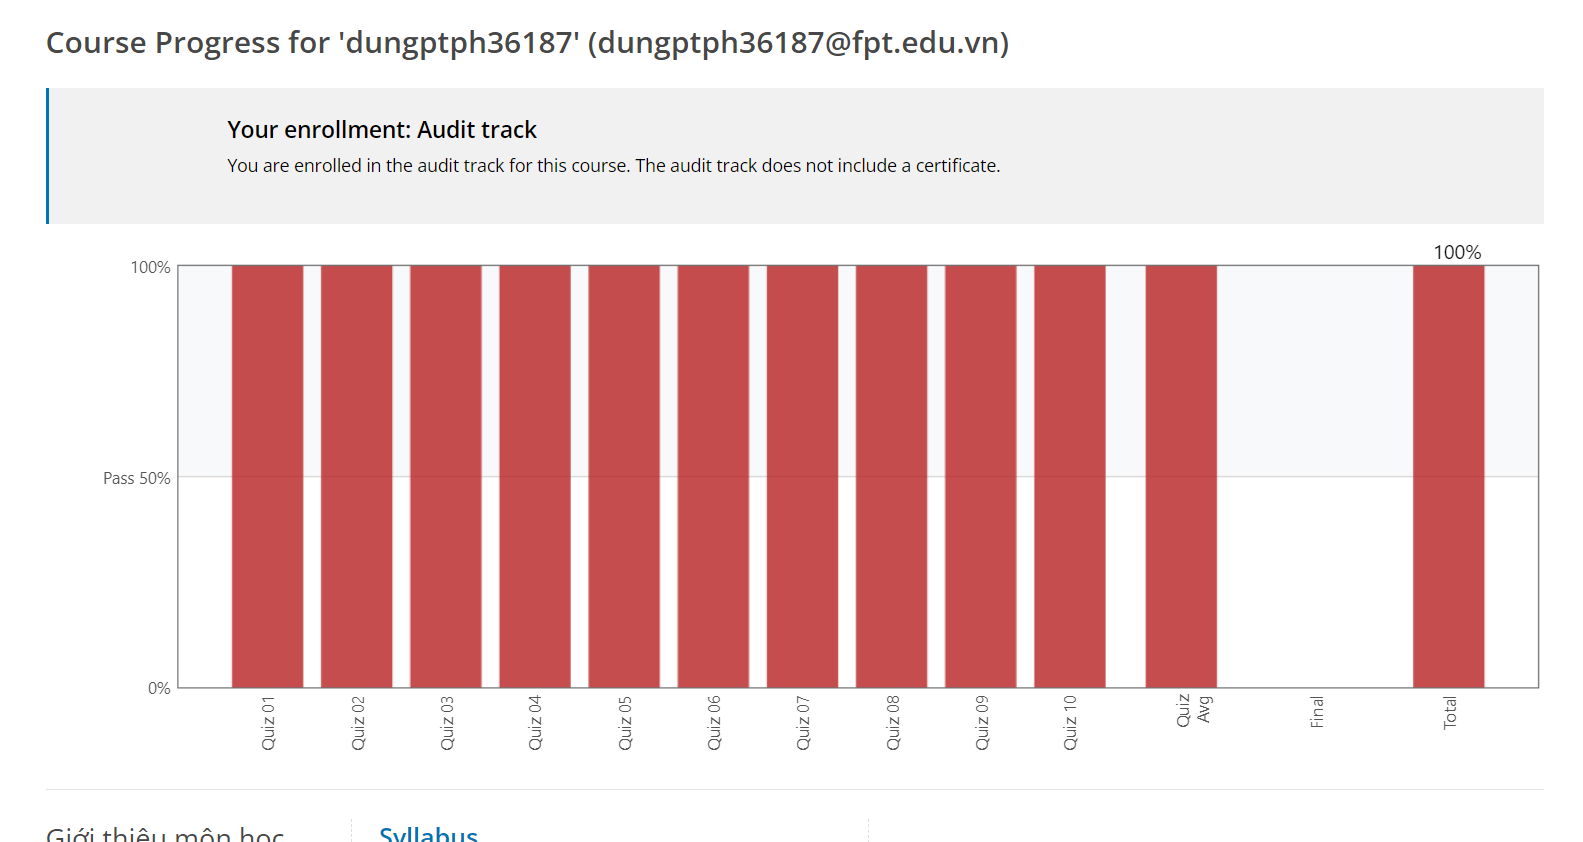 Course Progress for 'dungptph36187' (dungptph36187@fpt.edu.vn)
Your enrollment: Audit track
You are enrolled in the audit track for this course. The audit track does not include a certificate.
100%
100%
Pass 50%
0%
Quiz 01
Quiz 02
Quiz 03
Quiz 04
Quiz 05
Quiz 06
Quiz 07
Quiz 08
Quiz 09
Quiz 10
Quiz
Avg
Final
Total
Giới thiệu môn học
Syllabus